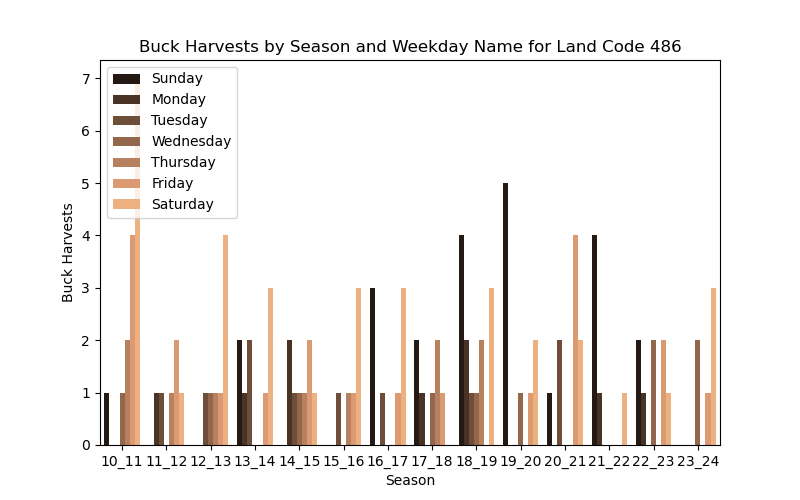 Buck Harvests by Season and Weekday Name for Land Code 486
7
6
5
4
3
2
1
0
Buck Harvests
Sunday
Monday
Tuesday
Wednesday
Thursday
Friday
Saturday
10_11 11_12 12_13 13_14 14_15 15_16 16_17 17_18 18_19 19_20 20_21 21_22 22_23 23_24
Season